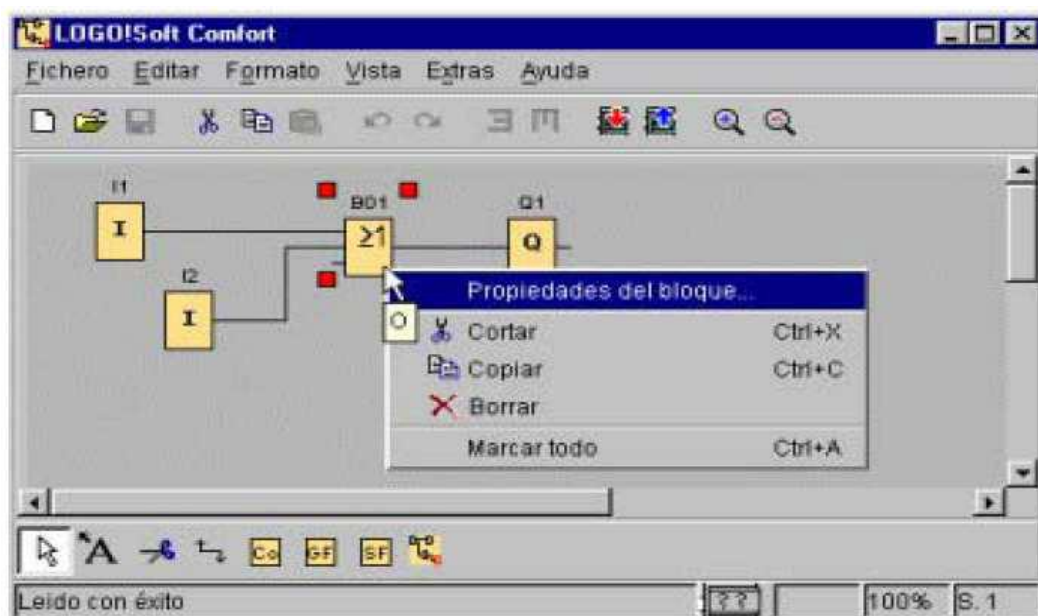 LOGO!Soft Comfort
Fichero Editar Formato Vista Extras Ayuda
I1
I
B01
≥1
Q1
Q
I2
I
O
Propiedades del bloque...
Cortar Ctrl+X
Copiar Ctrl+C
Borrar
Marcar todo Ctrl+A
A Co GF SF
Leido con éxito ?? 100% S. 1